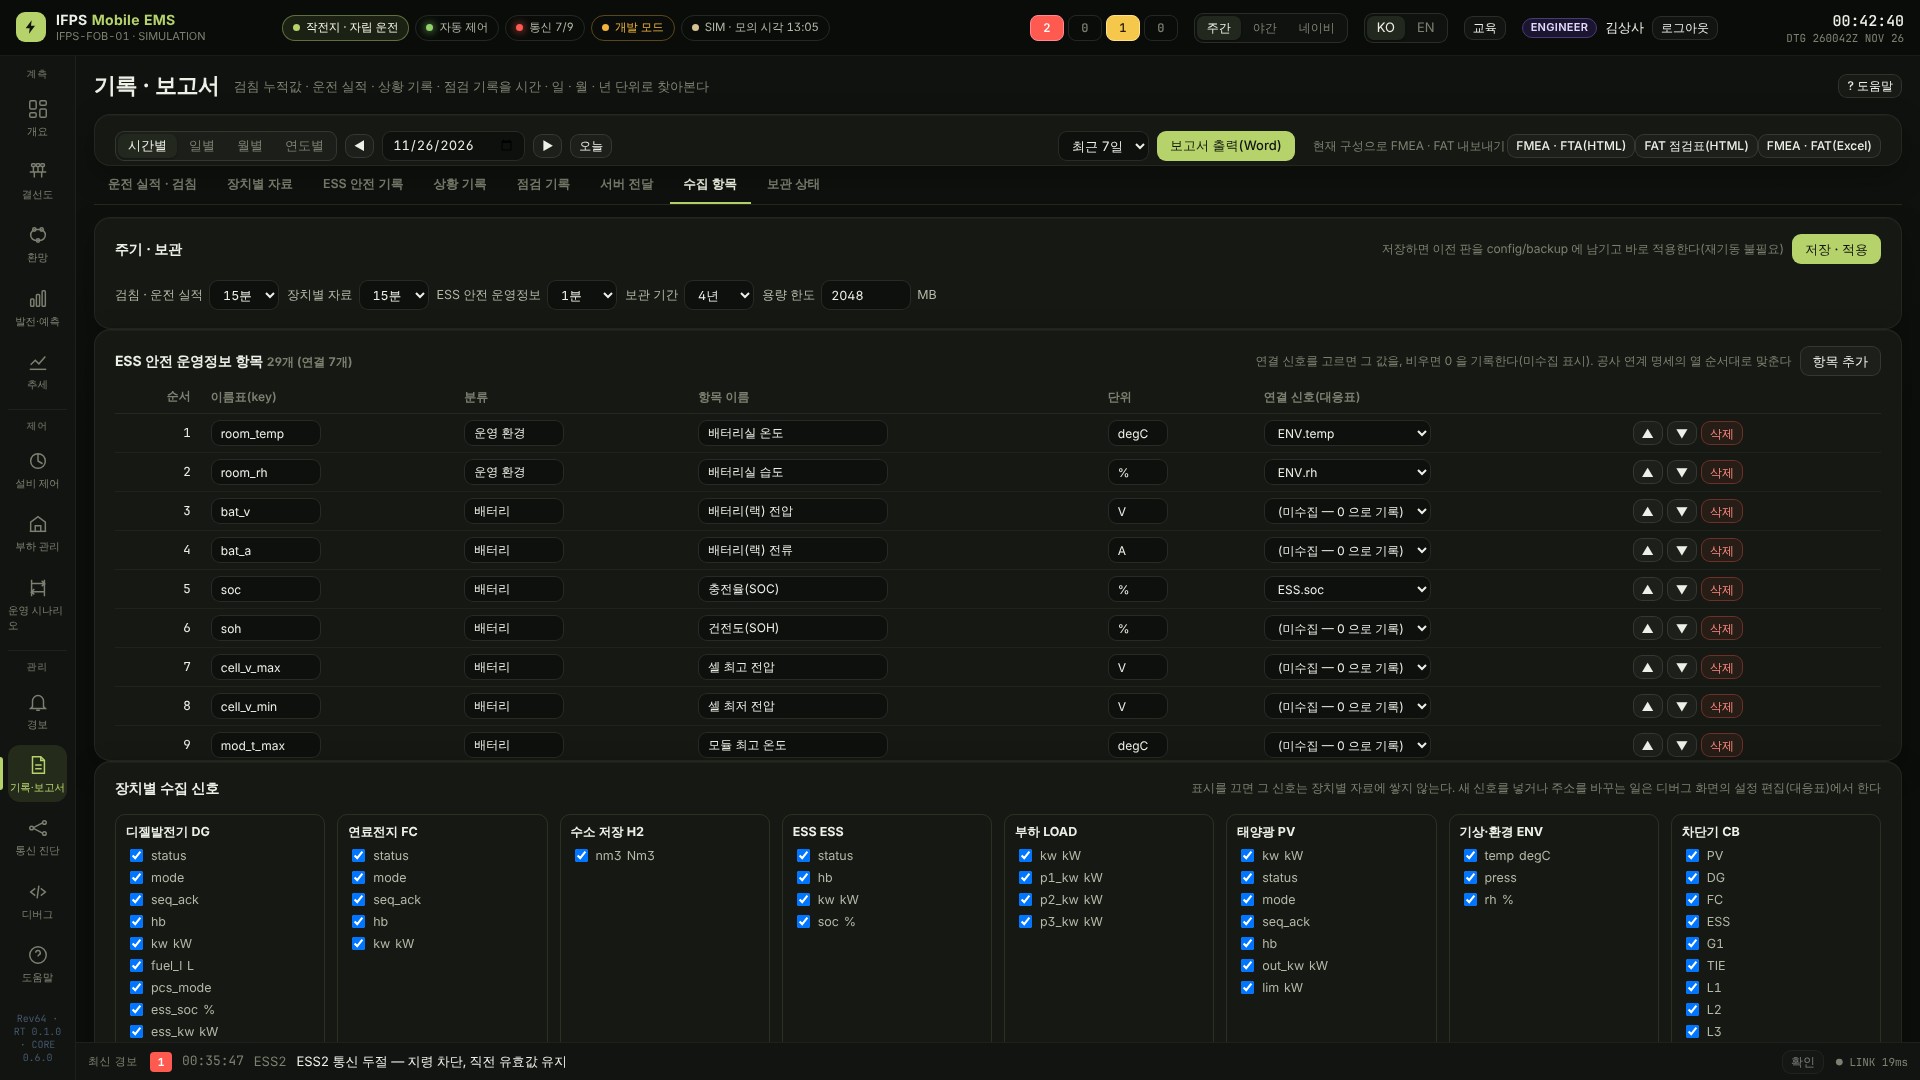 IFPS Mobile EMS
IFPS-FOB-01 · SIMULATION
작전지 · 자립 운전
자동 제어
통신 7/9
개발 모드
SIM · 모의 시각 13:05
2
0
1
0
주간
야간
네이비
KO
EN
교육
ENGINEER
김상사
로그아웃
00:42:40
DTG 260042Z NOV 26
계측
개요
결선도
환망
발전·예측
추세
제어
설비 제어
부하 관리
운영 시나리오
관리
경보
기록·보고서
통신 진단
디버그
도움말
Rev64 ·
RT 0.1.0
· CORE
0.6.0
기록 · 보고서
검침 누적값 · 운전 실적 · 상황 기록 · 점검 기록을 시간 · 일 · 월 · 년 단위로 찾아본다
? 도움말
시간별
일별
월별
연도별
◀
11/26/2026
▶
오늘
최근 7일
보고서 출력(Word)
현재 구성으로 FMEA · FAT 내보내기
FMEA · FTA(HTML)
FAT 점검표(HTML)
FMEA · FAT(Excel)
운전 실적 · 검침
장치별 자료
ESS 안전 기록
상황 기록
점검 기록
서버 전달
수집 항목
보관 상태
주기 · 보관
저장하면 이전 판을 config/backup 에 남기고 바로 적용한다(재기동 불필요)
저장 · 적용
검침 · 운전 실적 15분
장치별 자료 15분
ESS 안전 운영정보 1분
보관 기간 4년
용량 한도 2048 MB
ESS 안전 운영정보 항목 29개 (연결 7개)
연결 신호를 고르면 그 값을, 비우면 0 을 기록한다(미수집 표시). 공사 연계 명세의 열 순서대로 맞춘다
항목 추가
순서 이름표(key) 분류 항목 이름 단위 연결 신호(대응표)
1 room_temp 운영 환경 배터리실 온도 degC ENV.temp ▲ ▼ 삭제
2 room_rh 운영 환경 배터리실 습도 % ENV.rh ▲ ▼ 삭제
3 bat_v 배터리 배터리(랙) 전압 V (미수집 — 0 으로 기록) ▲ ▼ 삭제
4 bat_a 배터리 배터리(랙) 전류 A (미수집 — 0 으로 기록) ▲ ▼ 삭제
5 soc 배터리 충전율(SOC) % ESS.soc ▲ ▼ 삭제
6 soh 배터리 건전도(SOH) % (미수집 — 0 으로 기록) ▲ ▼ 삭제
7 cell_v_max 배터리 셀 최고 전압 V (미수집 — 0 으로 기록) ▲ ▼ 삭제
8 cell_v_min 배터리 셀 최저 전압 V (미수집 — 0 으로 기록) ▲ ▼ 삭제
9 mod_t_max 배터리 모듈 최고 온도 degC (미수집 — 0 으로 기록) ▲ ▼ 삭제
장치별 수집 신호
표시를 끄면 그 신호는 장치별 자료에 쌓지 않는다. 새 신호를 넣거나 주소를 바꾸는 일은 디버그 화면의 설정 편집(대응표)에서 한다
디젤발전기 DG
status
mode
seq_ack
hb
kw kW
fuel_l L
pcs_mode
ess_soc %
ess_kw kW
연료전지 FC
status
mode
seq_ack
hb
kw kW
수소 저장 H2
nm3 Nm3
ESS ESS
status
hb
kw kW
soc %
부하 LOAD
kw kW
p1_kw kW
p2_kw kW
p3_kw kW
태양광 PV
kw kW
status
mode
seq_ack
hb
out_kw kW
lim kW
기상·환경 ENV
temp degC
press
rh %
차단기 CB
PV
DG
FC
ESS
G1
TIE
L1
L2
L3
최신 경보
1
00:35:47
ESS2
ESS2 통신 두절 — 지령 차단, 직전 유효값 유지
확인
LINK 19ms